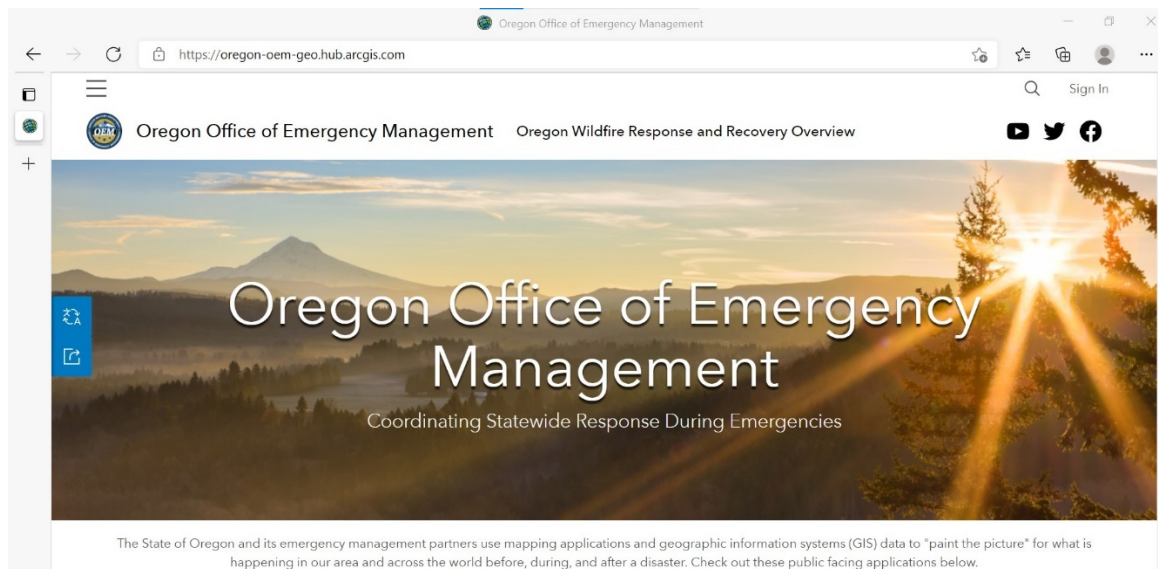 Oregon Office of Emergency Management
https://oregon-oem-geo.hub.arcgis.com
Sign In
OEM
Oregon Office of Emergency Management Oregon Wildfire Response and Recovery Overview
Oregon Office of Emergency
Management
Coordinating Statewide Response During Emergencies
The State of Oregon and its emergency management partners use mapping applications and geographic information systems (GIS) data to "paint the picture" for what is
happening in our area and across the world before, during, and after a disaster. Check out these public facing applications below.